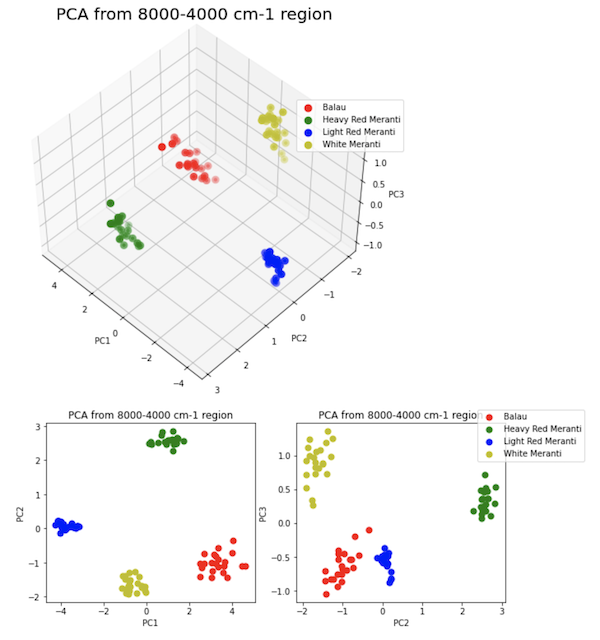 PCA from 8000-4000 cm-1 region
Balau
Heavy Red Meranti
Light Red Meranti
White Meranti
1.0
0.5
0.0
−0.5
−1.0
PC3
4
2
0
−2
−4
PC1
−2
−1
0
1
2
3
PC2
PCA from 8000-4000 cm-1 region
3
2
1
0
−1
−2
PC2
−4
−2
0
2
4
PC1
PCA from 8000-4000 cm-1 region
Balau
Heavy Red Meranti
Light Red Meranti
White Meranti
1.0
0.5
0.0
−0.5
−1.0
PC3
−2
−1
0
1
2
3
PC2